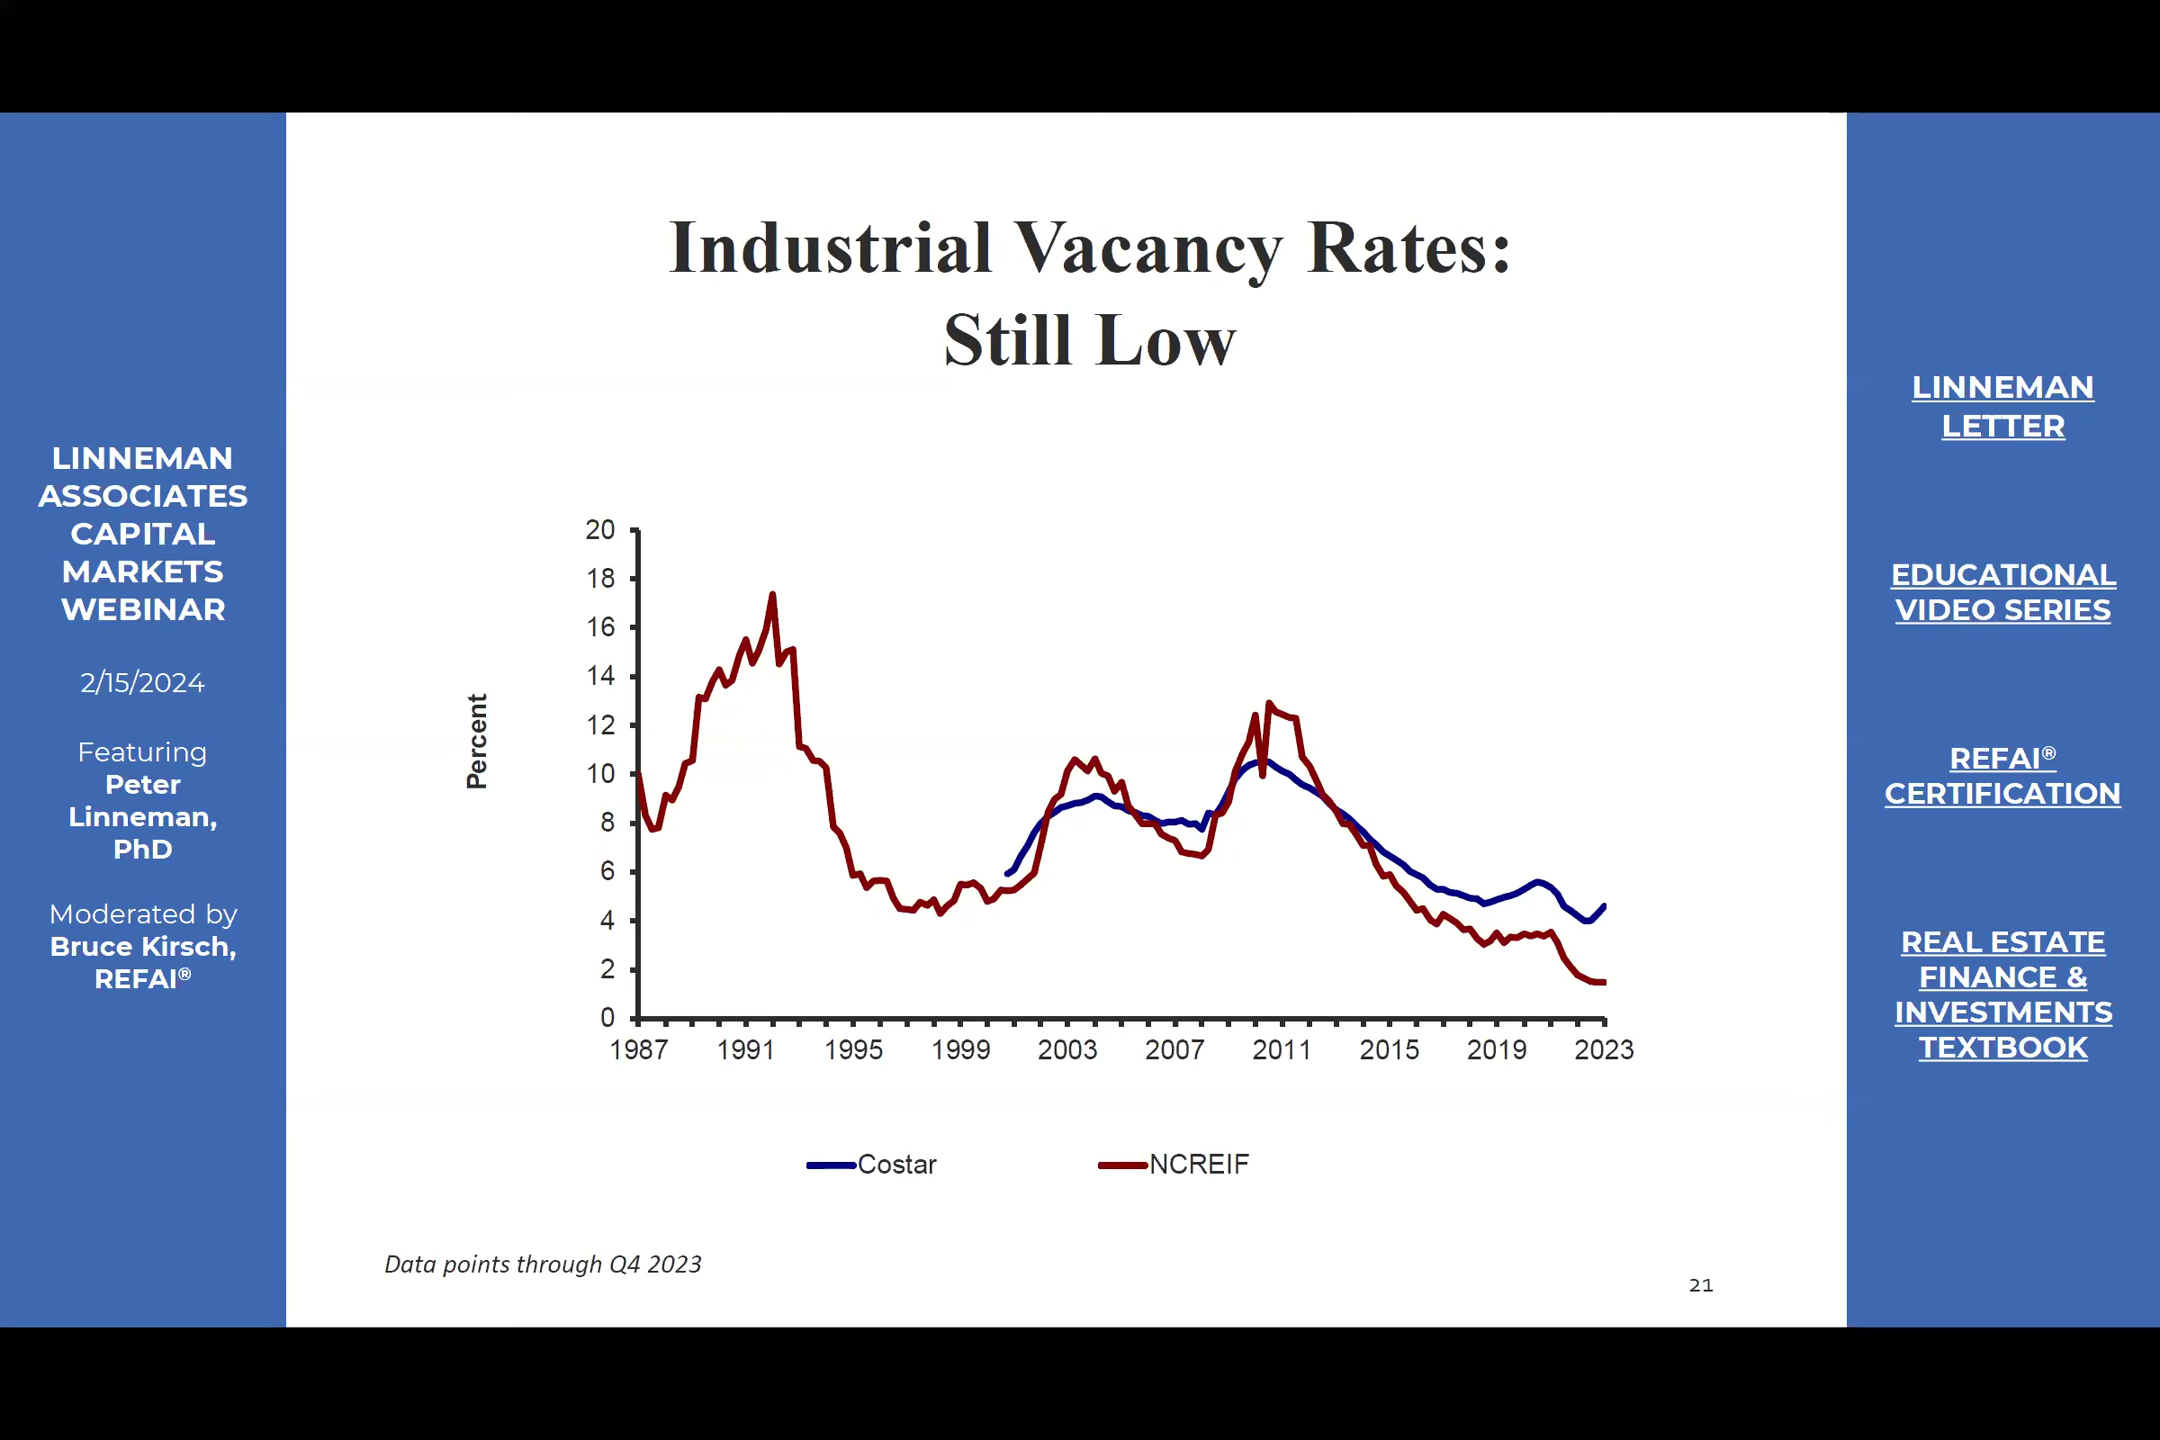 Industrial Vacancy Rates:
Still Low
LINNEMAN
ASSOCIATES
CAPITAL
MARKETS
WEBINAR
2/15/2024
Featuring
Peter
Linneman,
PhD
Moderated by
Bruce Kirsch,
REFAI®
Percent
20
18
16
14
12
10
8
6
4
2
0
1987 1991 1995 1999 2003 2007 2011 2015 2019 2023
Costar NCREIF
Data points through Q4 2023
21
LINNEMAN
LETTER
EDUCATIONAL
VIDEO SERIES
REFAI®
CERTIFICATION
REAL ESTATE
FINANCE &
INVESTMENTS
TEXTBOOK